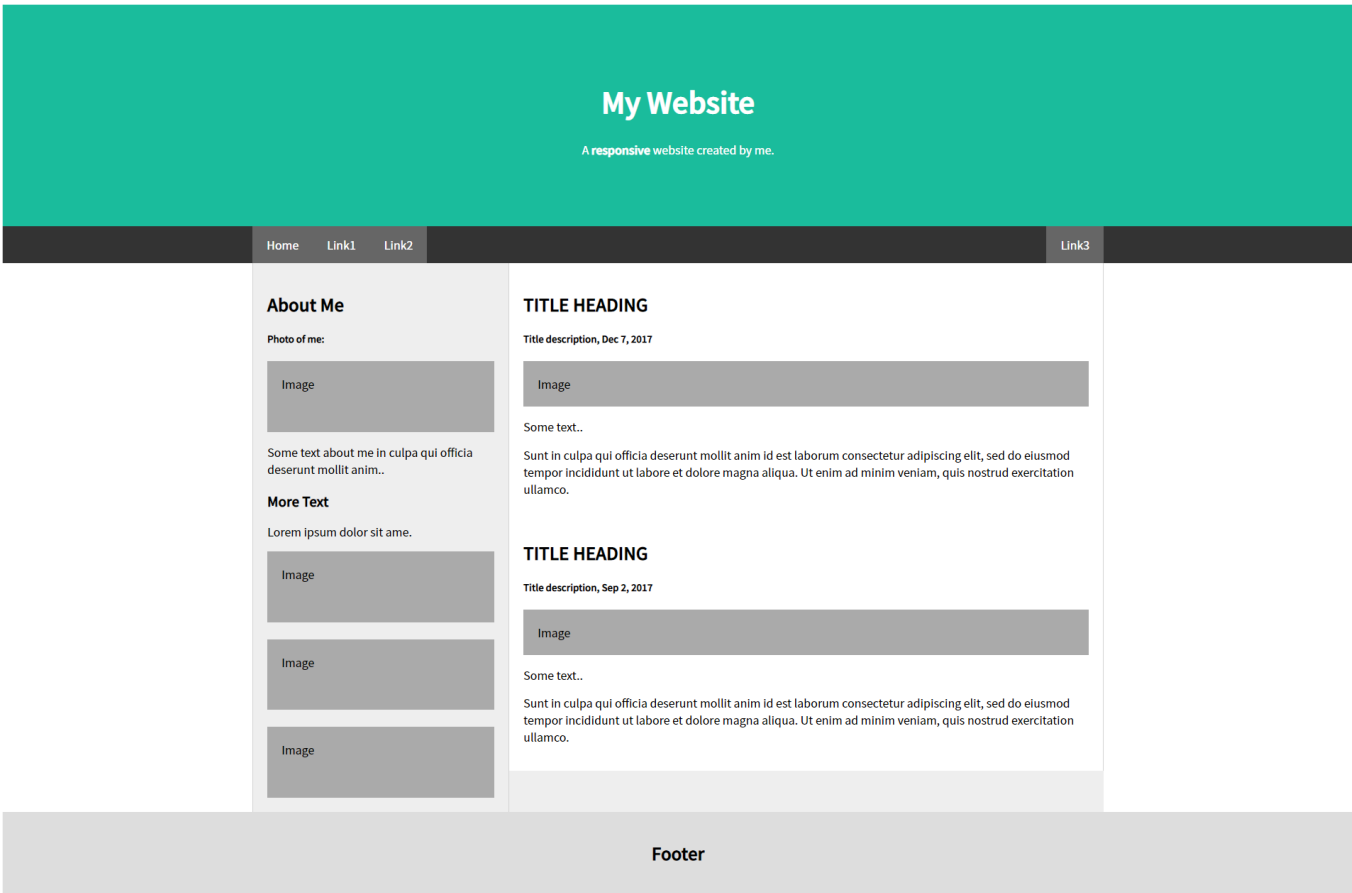 My Website
A responsive website created by me.
Home Link1 Link2 Link3
About Me
Photo of me:
Image
Some text about me in culpa qui officia
deserunt mollit anim..
More Text
Lorem ipsum dolor sit ame.
Image
Image
Image
TITLE HEADING
Title description, Dec 7, 2017
Image
Some text..
Sunt in culpa qui officia deserunt mollit anim id est laborum consectetur adipiscing elit, sed do eiusmod
tempor incididunt ut labore et dolore magna aliqua. Ut enim ad minim veniam, quis nostrud exercitation
ullamco.
TITLE HEADING
Title description, Sep 2, 2017
Image
Some text..
Sunt in culpa qui officia deserunt mollit anim id est laborum consectetur adipiscing elit, sed do eiusmod
tempor incididunt ut labore et dolore magna aliqua. Ut enim ad minim veniam, quis nostrud exercitation
ullamco.
Footer